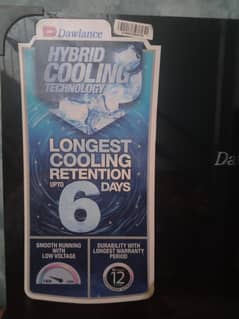 Dawlance
HYBRID
COOLING
TECHNOLOGY
LONGEST
COOLING
RETENTION
UPTO 6 DAYS
SMOOTH RUNNING
WITH
LOW VOLTAGE
DURABILITY WITH
LONGEST WARRANTY
PERIOD
12
Da